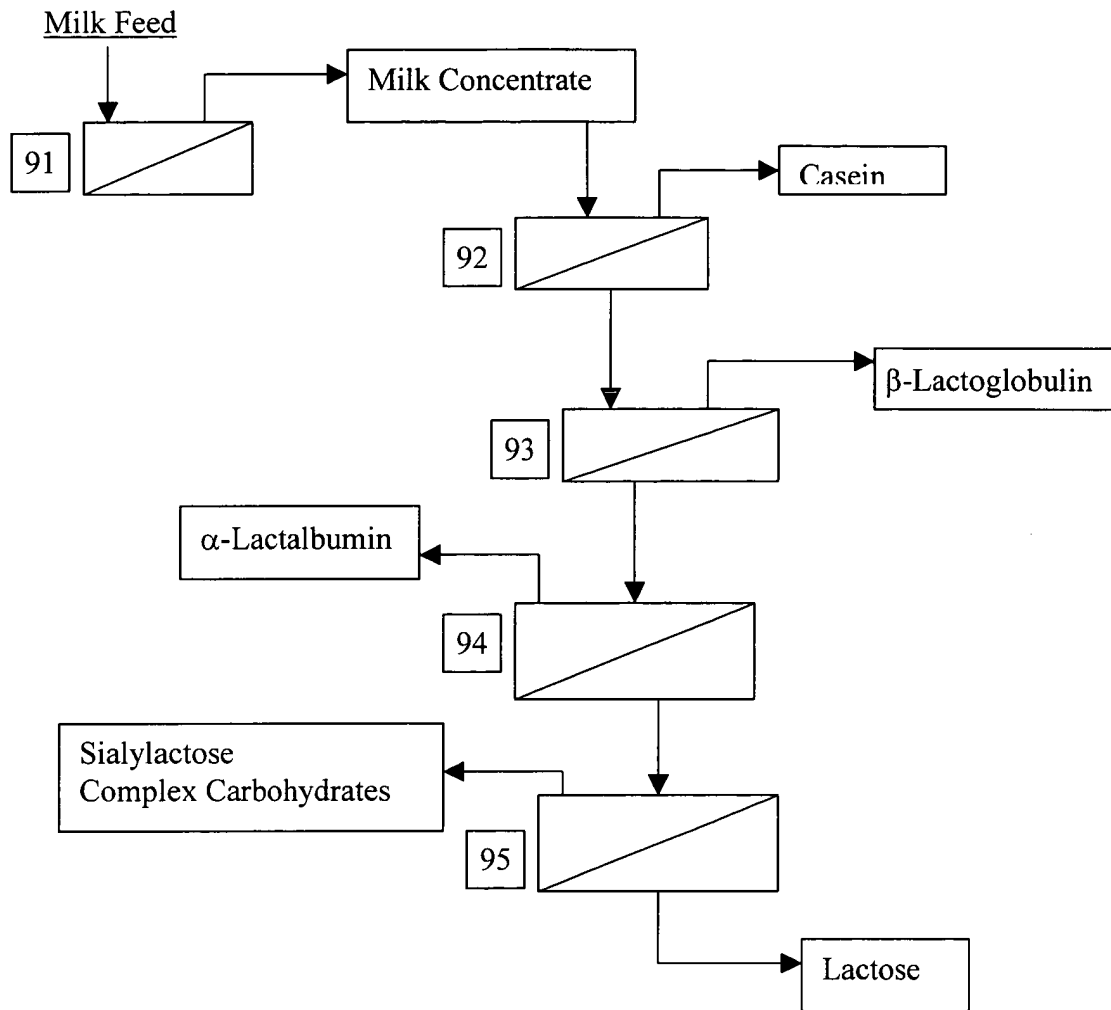 Milk Feed
Milk Concentrate
91
Casein
92
β-Lactoglobulin
93
α-Lactalbumin
94
Sialylactose
Complex Carbohydrates
95
Lactose